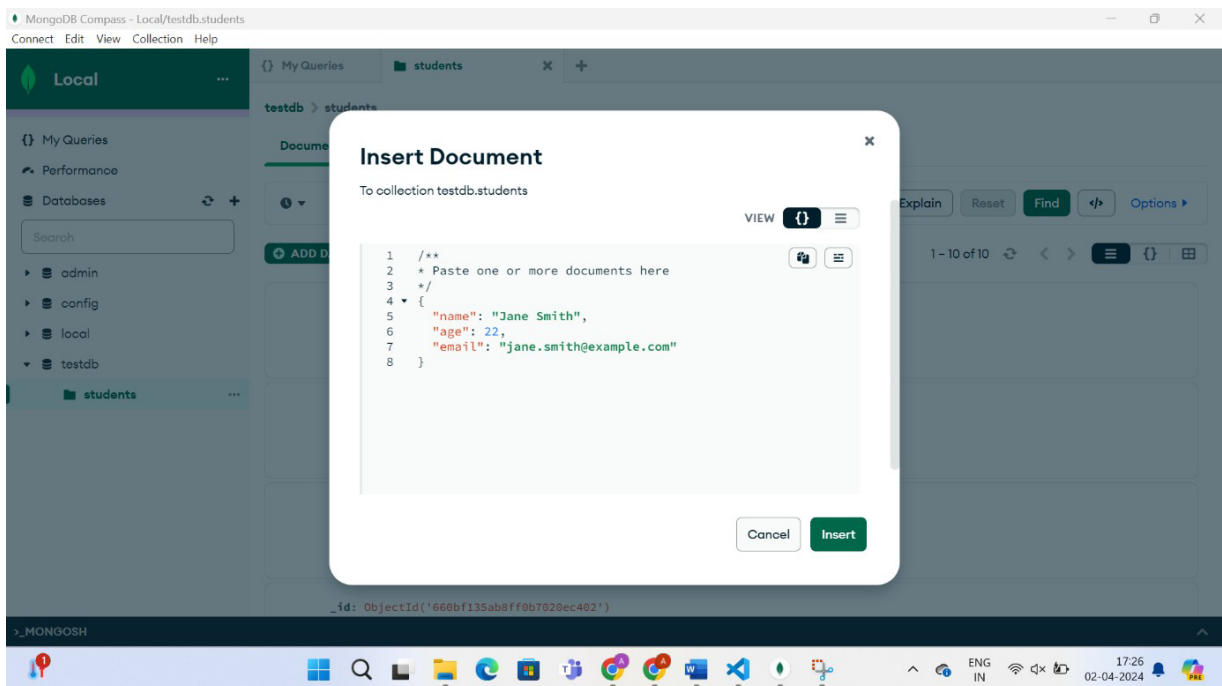 MongoDB Compass - Local/testdb.students
Connect Edit View Collection Help
Local
{} My Queries
students
testdb > students
{} My Queries
Performance
Databases
Search
admin
config
local
testdb
students
Docume
Explain
Reset
Find
</>
Options
ADD D
1 – 10 of 10
{}
Insert Document
To collection testdb.students
VIEW {}
1 /**
2 * Paste one or more documents here
3 */
4 {
5 "name": "Jane Smith",
6 "age": 22,
7 "email": "jane.smith@example.com"
8 }
Cancel
Insert
_id: ObjectId('660bf135ab8ff0b7020ec402')
>_MONGOSH
1
ENG
IN
17:26
02-04-2024
PRE